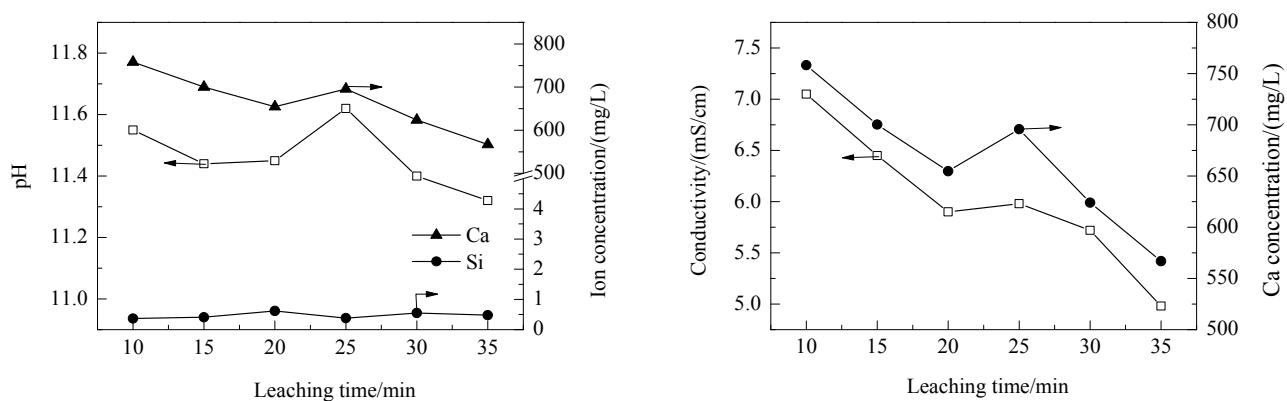 pH
11.8
11.6
11.4
11.2
11.0
800
700
600
500
4
3
2
1
0
Ion concentration/(mg/L)
Ca
Si
10 15 20 25 30 35
Leaching time/min
Conductivity/(mS/cm)
7.5
7.0
6.5
6.0
5.5
5.0
800
750
700
650
600
550
500
Ca concentration/(mg/L)
10 15 20 25 30 35
Leaching time/min